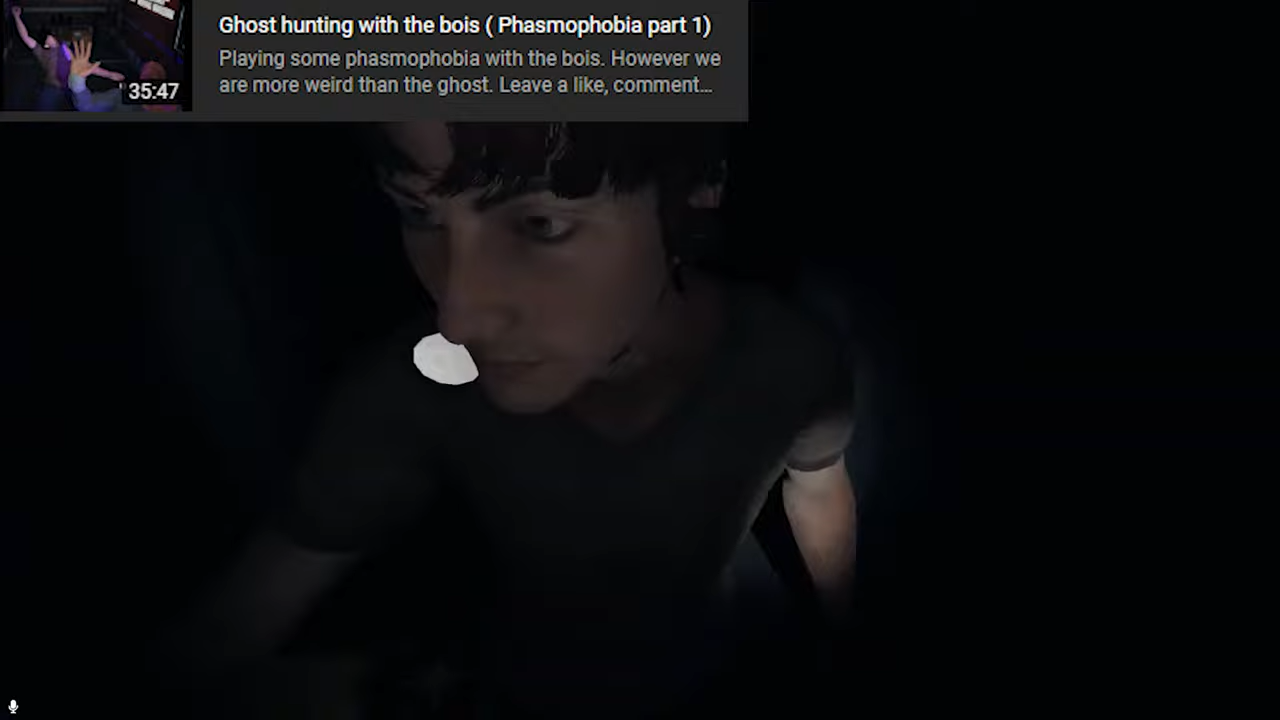 Ghost hunting with the bois ( Phasmophobia part 1)
Playing some phasmophobia with the bois. However we
are more weird than the ghost. Leave a like, comment...
35:47